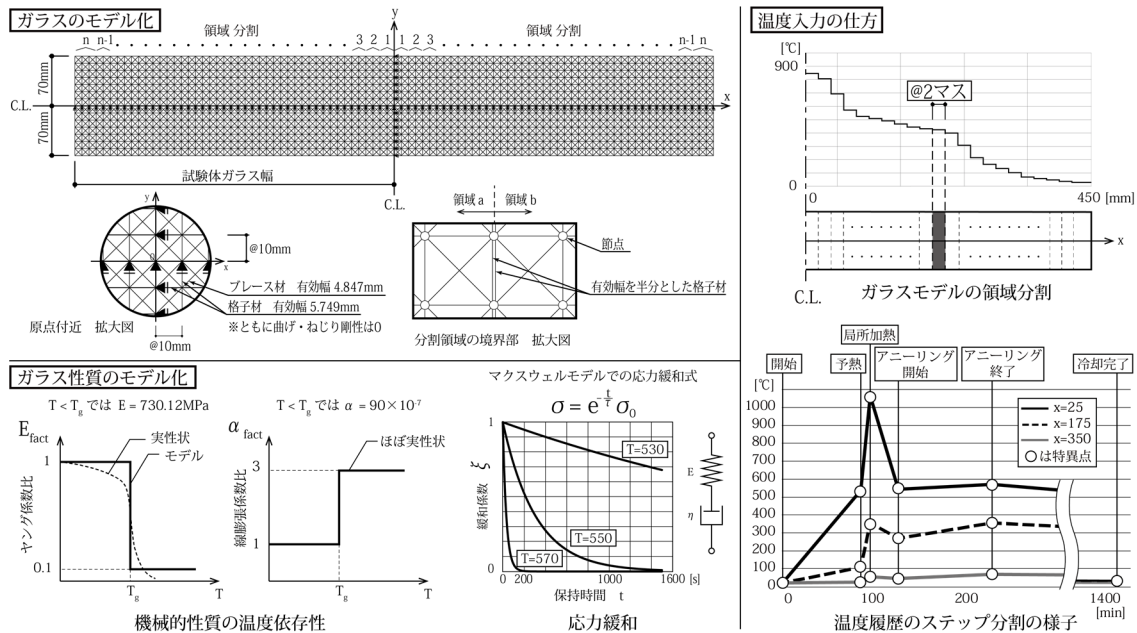 ガラスのモデル化
y
領域 分割
領域 分割
n n-1
3 2 1 1 2 3
n-1 n
70mm
70mm
C.L.
x
試験体ガラス幅
C.L.
y
x
@10mm
@10mm
ブレース材　有効幅 4.847mm
格子材　有効幅 5.749mm
※ともに曲げ・ねじり剛性は0
原点付近　拡大図
領域 a
領域 b
節点
有効幅を半分とした格子材
分割領域の境界部　拡大図
ガラス性質のモデル化
T < Tg では E = 730.12MPa
Efact
ヤング係数比
1
0.1
実性状
モデル
Tg
T
T < Tg では α = 90×10⁻⁷
αfact
線膨張係数比
3
1
ほぼ実性状
Tg
T
機械的性質の温度依存性
マクスウェルモデルでの応力緩和式
σ = e^(-t/τ) σ0
緩和係数 ξ
1
0
T=530
T=550
T=570
0 200 1000 1600 [s]
保持時間 t
E
η
応力緩和
温度入力の仕方
[℃]
900
0
@2マス
0
450 [mm]
x
C.L.
ガラスモデルの領域分割
局所加熱
開始
予熱
アニーリング
開始
アニーリング
終了
冷却完了
[℃]
1000
900
800
700
600
500
400
300
200
100
0
x=25
x=175
x=350
○は特異点
0 100 200 1400
[min]
温度履歴のステップ分割の様子